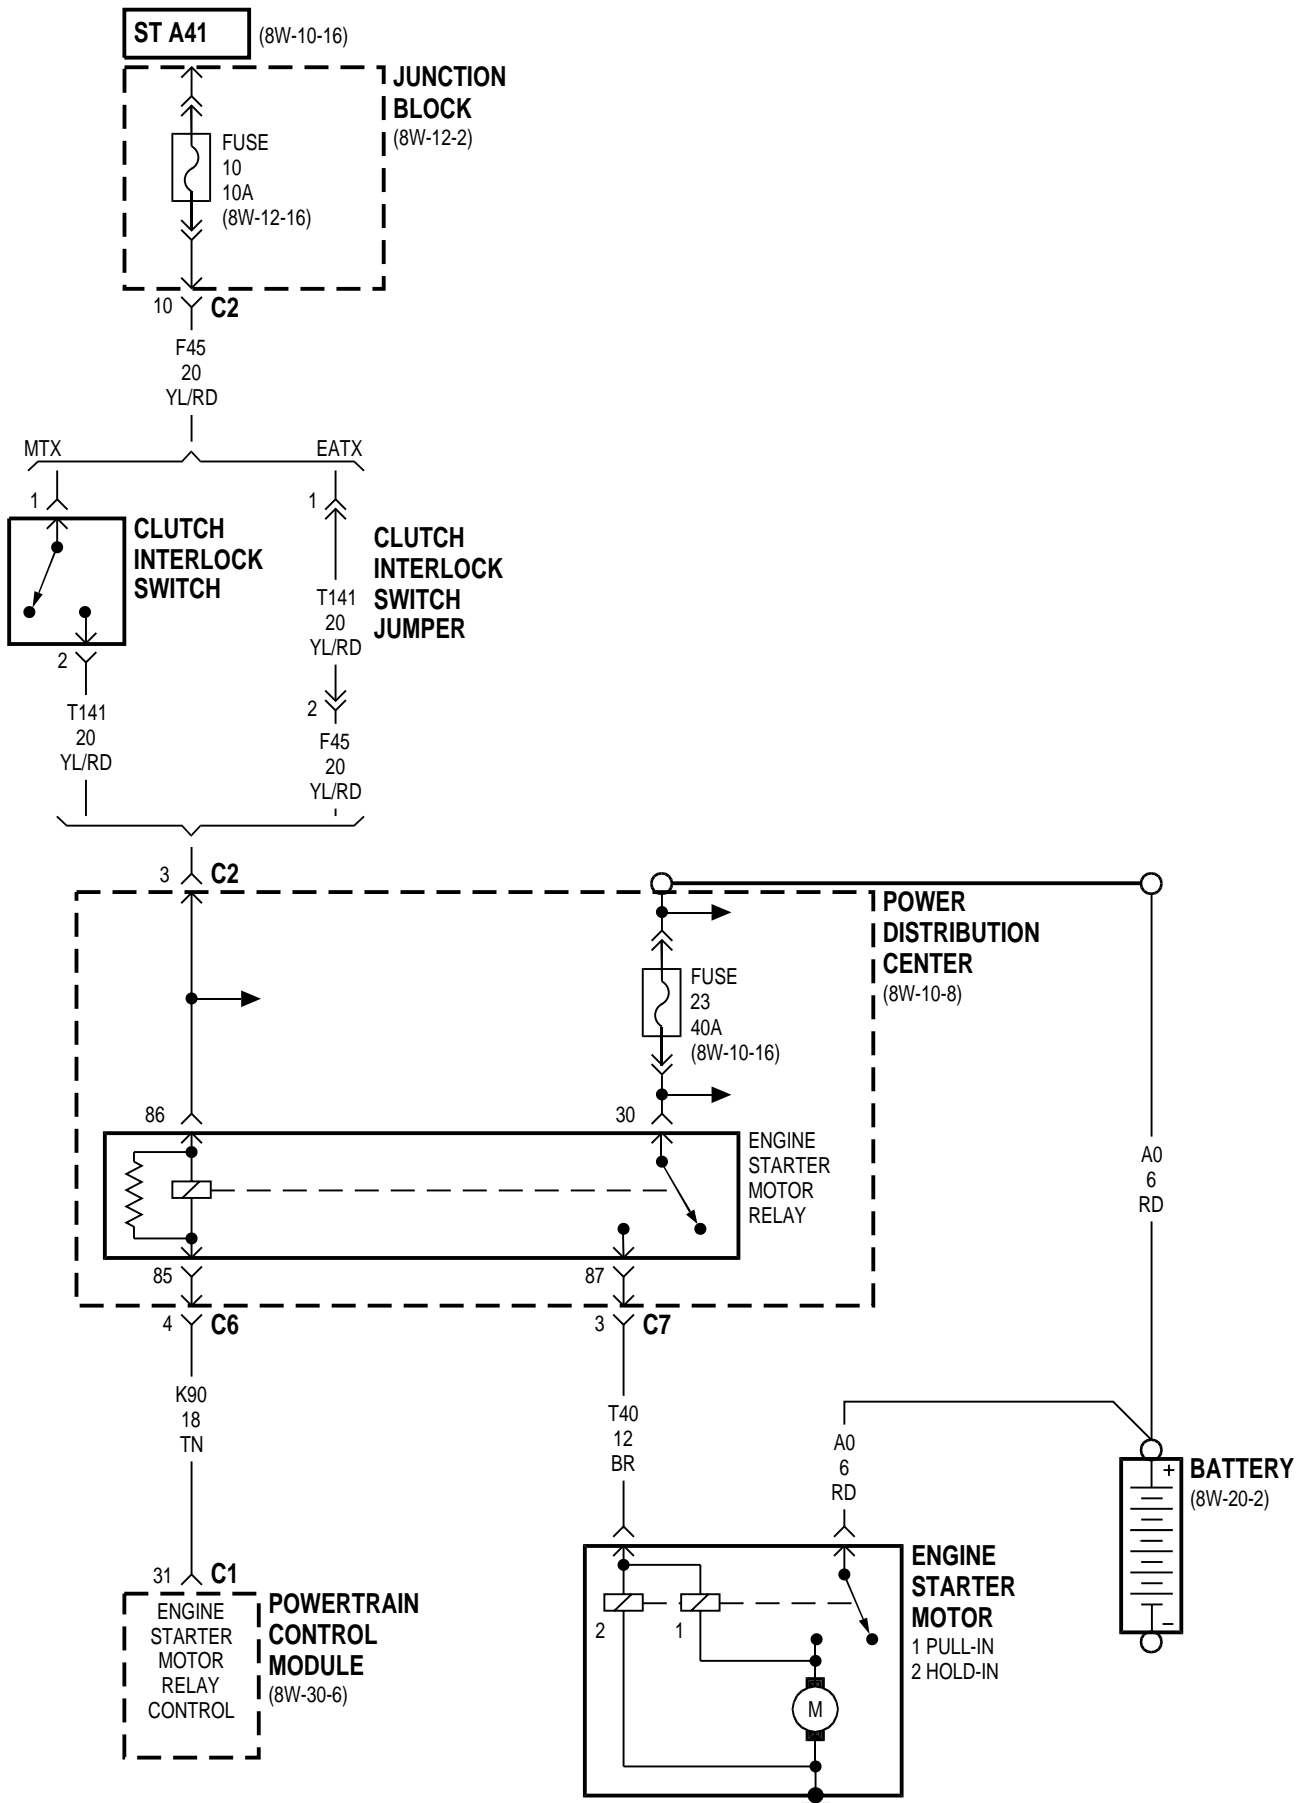 ST A41
(8W-10-16)
JUNCTION
BLOCK
(8W-12-2)
FUSE
10
10A
(8W-12-16)
10
C2
F45
20
YL/RD
MTX
EATX
1
1
CLUTCH
INTERLOCK
SWITCH
CLUTCH
INTERLOCK
SWITCH
JUMPER
T141
20
YL/RD
2
2
T141
20
YL/RD
F45
20
YL/RD
3
C2
POWER
DISTRIBUTION
CENTER
(8W-10-8)
FUSE
23
40A
(8W-10-16)
86
30
ENGINE
STARTER
MOTOR
RELAY
A0
6
RD
85
87
4
C6
3
C7
K90
18
TN
T40
12
BR
A0
6
RD
+
BATTERY
(8W-20-2)
–
31
C1
ENGINE
STARTER
MOTOR
RELAY
CONTROL
POWERTRAIN
CONTROL
MODULE
(8W-30-6)
2
1
M
ENGINE
STARTER
MOTOR
1 PULL-IN
2 HOLD-IN